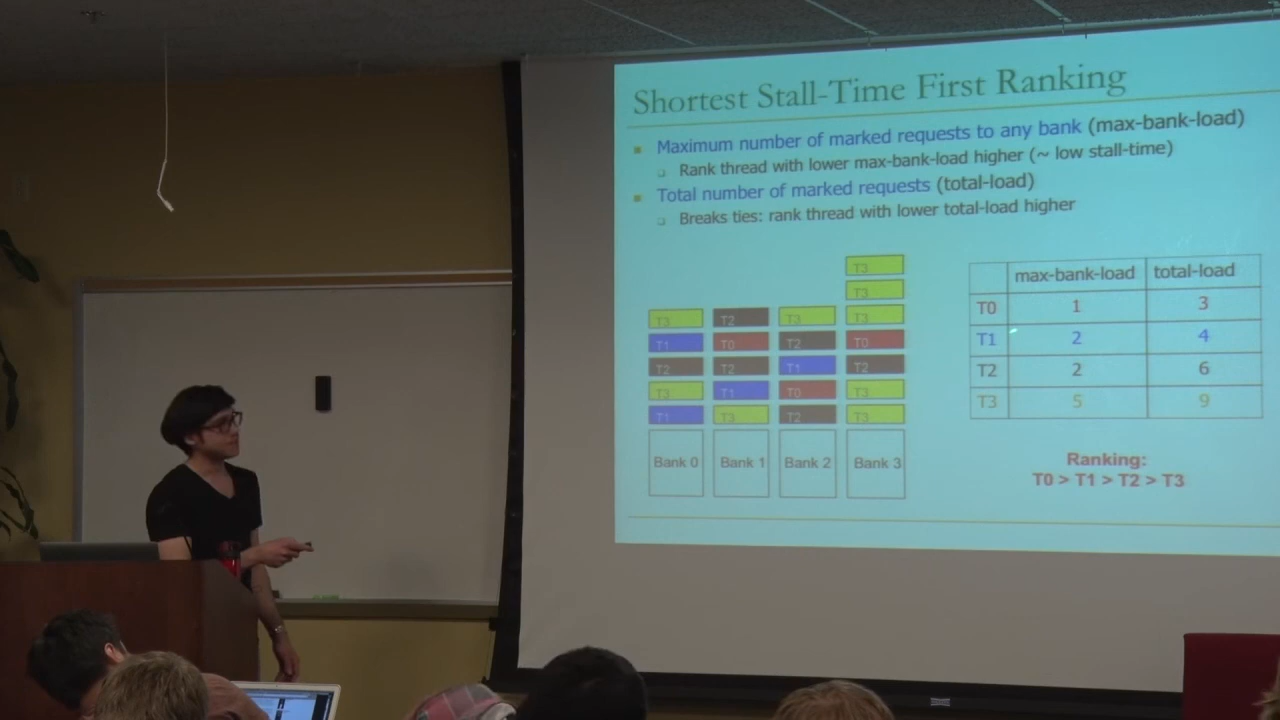 Shortest Stall-Time First Ranking
Maximum number of marked requests to any bank (max-bank-load)
Rank thread with lower max-bank-load higher (~ low stall-time)
Total number of marked requests (total-load)
Breaks ties: rank thread with lower total-load higher
T3
T3
T3 T2 T3 T3
T1 T0 T2 T0
T2 T2 T1 T2
T3 T1 T0 T3
T1 T3 T2 T3
Bank 0 Bank 1 Bank 2 Bank 3
max-bank-load total-load
T0 1 3
T1 2 4
T2 2 6
T3 5 9
Ranking:
T0 > T1 > T2 > T3